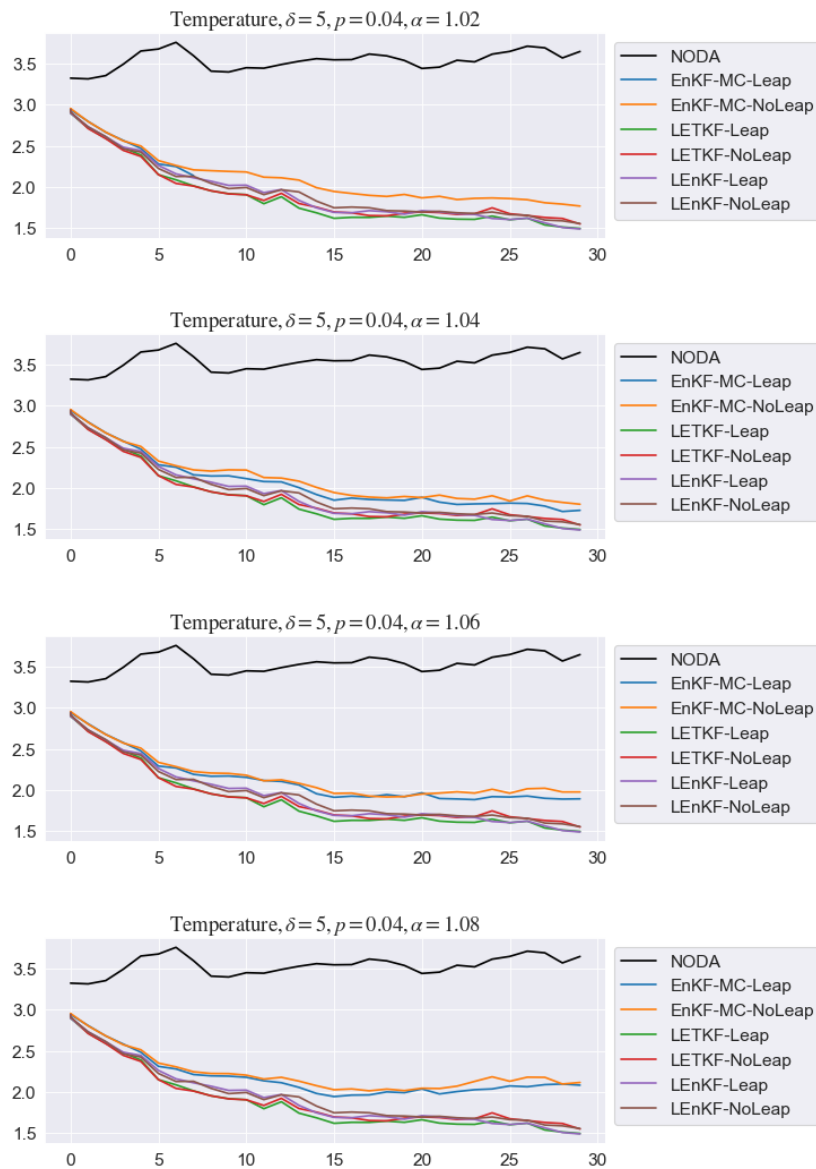 Temperature, δ = 5, p = 0.04, α = 1.02
3.5
3.0
2.5
2.0
1.5
0 5 10 15 20 25 30
NODA
EnKF-MC-Leap
EnKF-MC-NoLeap
LETKF-Leap
LETKF-NoLeap
LEnKF-Leap
LEnKF-NoLeap
Temperature, δ = 5, p = 0.04, α = 1.04
3.5
3.0
2.5
2.0
1.5
0 5 10 15 20 25 30
NODA
EnKF-MC-Leap
EnKF-MC-NoLeap
LETKF-Leap
LETKF-NoLeap
LEnKF-Leap
LEnKF-NoLeap
Temperature, δ = 5, p = 0.04, α = 1.06
3.5
3.0
2.5
2.0
1.5
0 5 10 15 20 25 30
NODA
EnKF-MC-Leap
EnKF-MC-NoLeap
LETKF-Leap
LETKF-NoLeap
LEnKF-Leap
LEnKF-NoLeap
Temperature, δ = 5, p = 0.04, α = 1.08
3.5
3.0
2.5
2.0
1.5
0 5 10 15 20 25 30
NODA
EnKF-MC-Leap
EnKF-MC-NoLeap
LETKF-Leap
LETKF-NoLeap
LEnKF-Leap
LEnKF-NoLeap